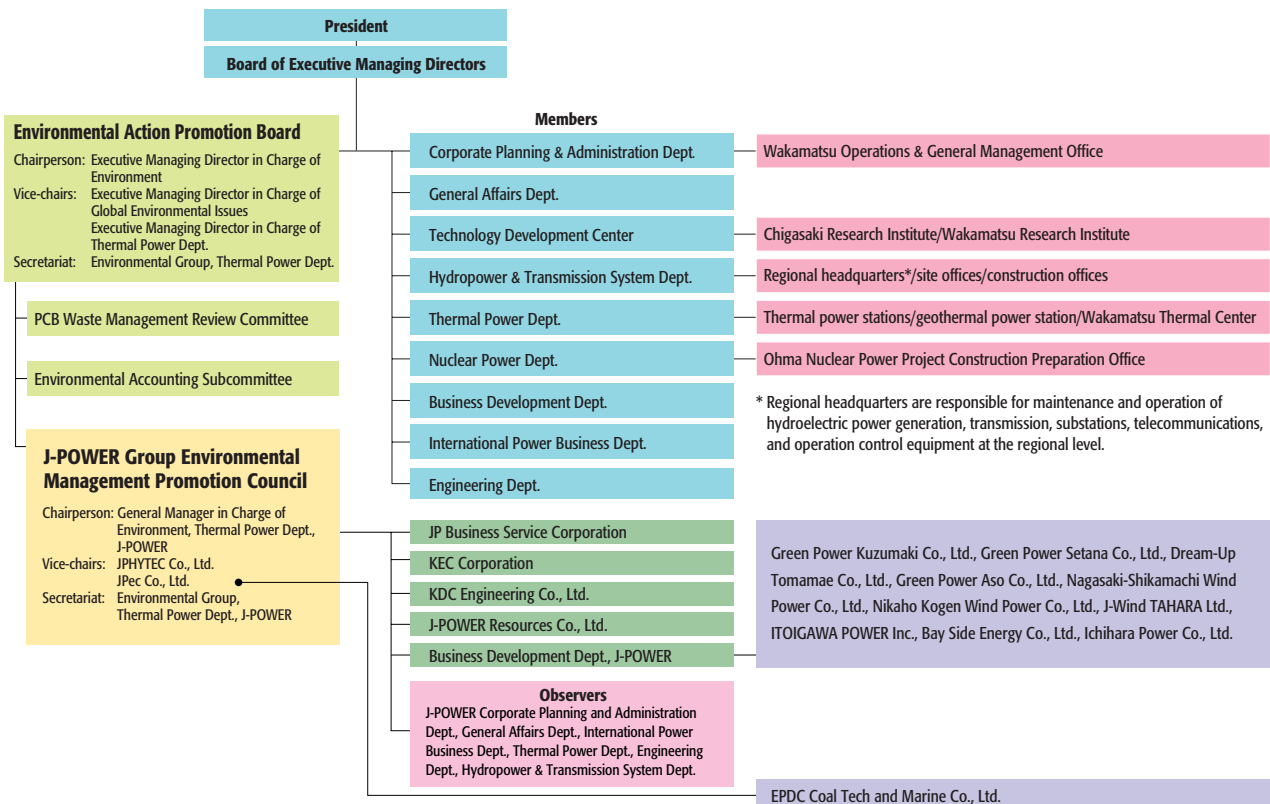 President
Board of Executive Managing Directors
Environmental Action Promotion Board
Chairperson: Executive Managing Director in Charge of
Environment
Vice-chairs: Executive Managing Director in Charge of
Global Environmental Issues
Executive Managing Director in Charge of
Thermal Power Dept.
Secretariat: Environmental Group, Thermal Power Dept.
PCB Waste Management Review Committee
Environmental Accounting Subcommittee
J-POWER Group Environmental
Management Promotion Council
Chairperson: General Manager in Charge of
Environment, Thermal Power Dept.,
J-POWER
Vice-chairs: JPHYTEC Co., Ltd.
JPec Co., Ltd.
Secretariat: Environmental Group,
Thermal Power Dept., J-POWER
Members
Corporate Planning & Administration Dept.
General Affairs Dept.
Technology Development Center
Hydropower & Transmission System Dept.
Thermal Power Dept.
Nuclear Power Dept.
Business Development Dept.
International Power Business Dept.
Engineering Dept.
Wakamatsu Operations & General Management Office
Chigasaki Research Institute/Wakamatsu Research Institute
Regional headquarters*/site offices/construction offices
Thermal power stations/geothermal power station/Wakamatsu Thermal Center
Ohma Nuclear Power Project Construction Preparation Office
* Regional headquarters are responsible for maintenance and operation of
hydroelectric power generation, transmission, substations, telecommunications,
and operation control equipment at the regional level.
JP Business Service Corporation
KEC Corporation
KDC Engineering Co., Ltd.
J-POWER Resources Co., Ltd.
Business Development Dept., J-POWER
Observers
J-POWER Corporate Planning and Administration
Dept., General Affairs Dept., International Power
Business Dept., Thermal Power Dept., Engineering
Dept., Hydropower & Transmission System Dept.
Green Power Kuzumaki Co., Ltd., Green Power Setana Co., Ltd., Dream-Up
Tomamae Co., Ltd., Green Power Aso Co., Ltd., Nagasaki-Shikamachi Wind
Power Co., Ltd., Nikaho Kogen Wind Power Co., Ltd., J-Wind TAHARA Ltd.,
ITOIGAWA POWER Inc., Bay Side Energy Co., Ltd., Ichihara Power Co., Ltd.
EPDC Coal Tech and Marine Co., Ltd.